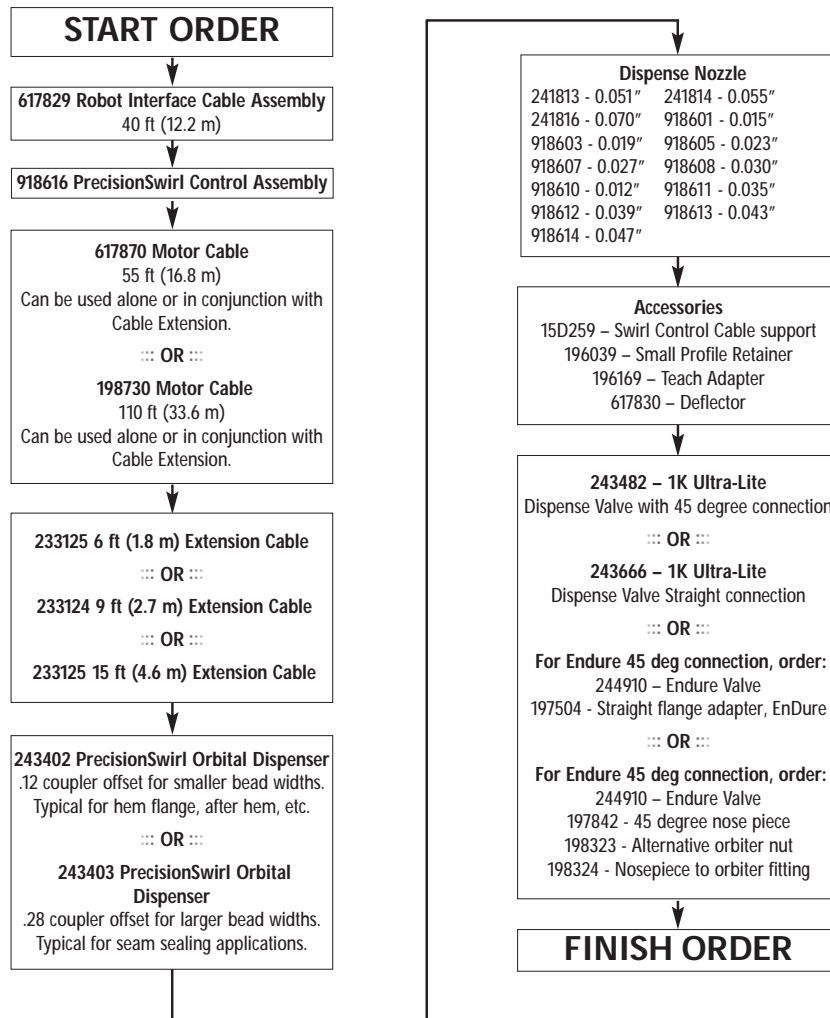 START ORDER
617829 Robot Interface Cable Assembly
40 ft (12.2 m)
918616 PrecisionSwirl Control Assembly
617870 Motor Cable
55 ft (16.8 m)
Can be used alone or in conjunction with
Cable Extension.
::: OR :::
198730 Motor Cable
110 ft (33.6 m)
Can be used alone or in conjunction with
Cable Extension.
233125 6 ft (1.8 m) Extension Cable
::: OR :::
233124 9 ft (2.7 m) Extension Cable
::: OR :::
233125 15 ft (4.6 m) Extension Cable
243402 PrecisionSwirl Orbital Dispenser
.12 coupler offset for smaller bead widths.
Typical for hem flange, after hem, etc.
::: OR :::
243403 PrecisionSwirl Orbital
Dispenser
.28 coupler offset for larger bead widths.
Typical for seam sealing applications.
Dispense Nozzle
241813 - 0.051″ 241814 - 0.055″
241816 - 0.070″ 918601 - 0.015″
918603 - 0.019″ 918605 - 0.023″
918607 - 0.027″ 918608 - 0.030″
918610 - 0.012″ 918611 - 0.035″
918612 - 0.039″ 918613 - 0.043″
918614 - 0.047″
Accessories
15D259 – Swirl Control Cable support
196039 – Small Profile Retainer
196169 – Teach Adapter
617830 – Deflector
243482 – 1K Ultra-Lite
Dispense Valve with 45 degree connection
::: OR :::
243666 – 1K Ultra-Lite
Dispense Valve Straight connection
::: OR :::
For Endure 45 deg connection, order:
244910 – Endure Valve
197504 - Straight flange adapter, EnDure
::: OR :::
For Endure 45 deg connection, order:
244910 – Endure Valve
197842 - 45 degree nose piece
198323 - Alternative orbiter nut
198324 - Nosepiece to orbiter fitting
FINISH ORDER